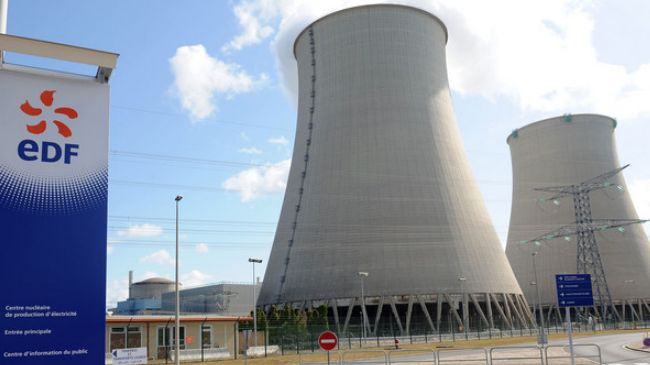 eDF
Centre nucléaire
de production d'électricité
Entrée principale
Centre d'information du public